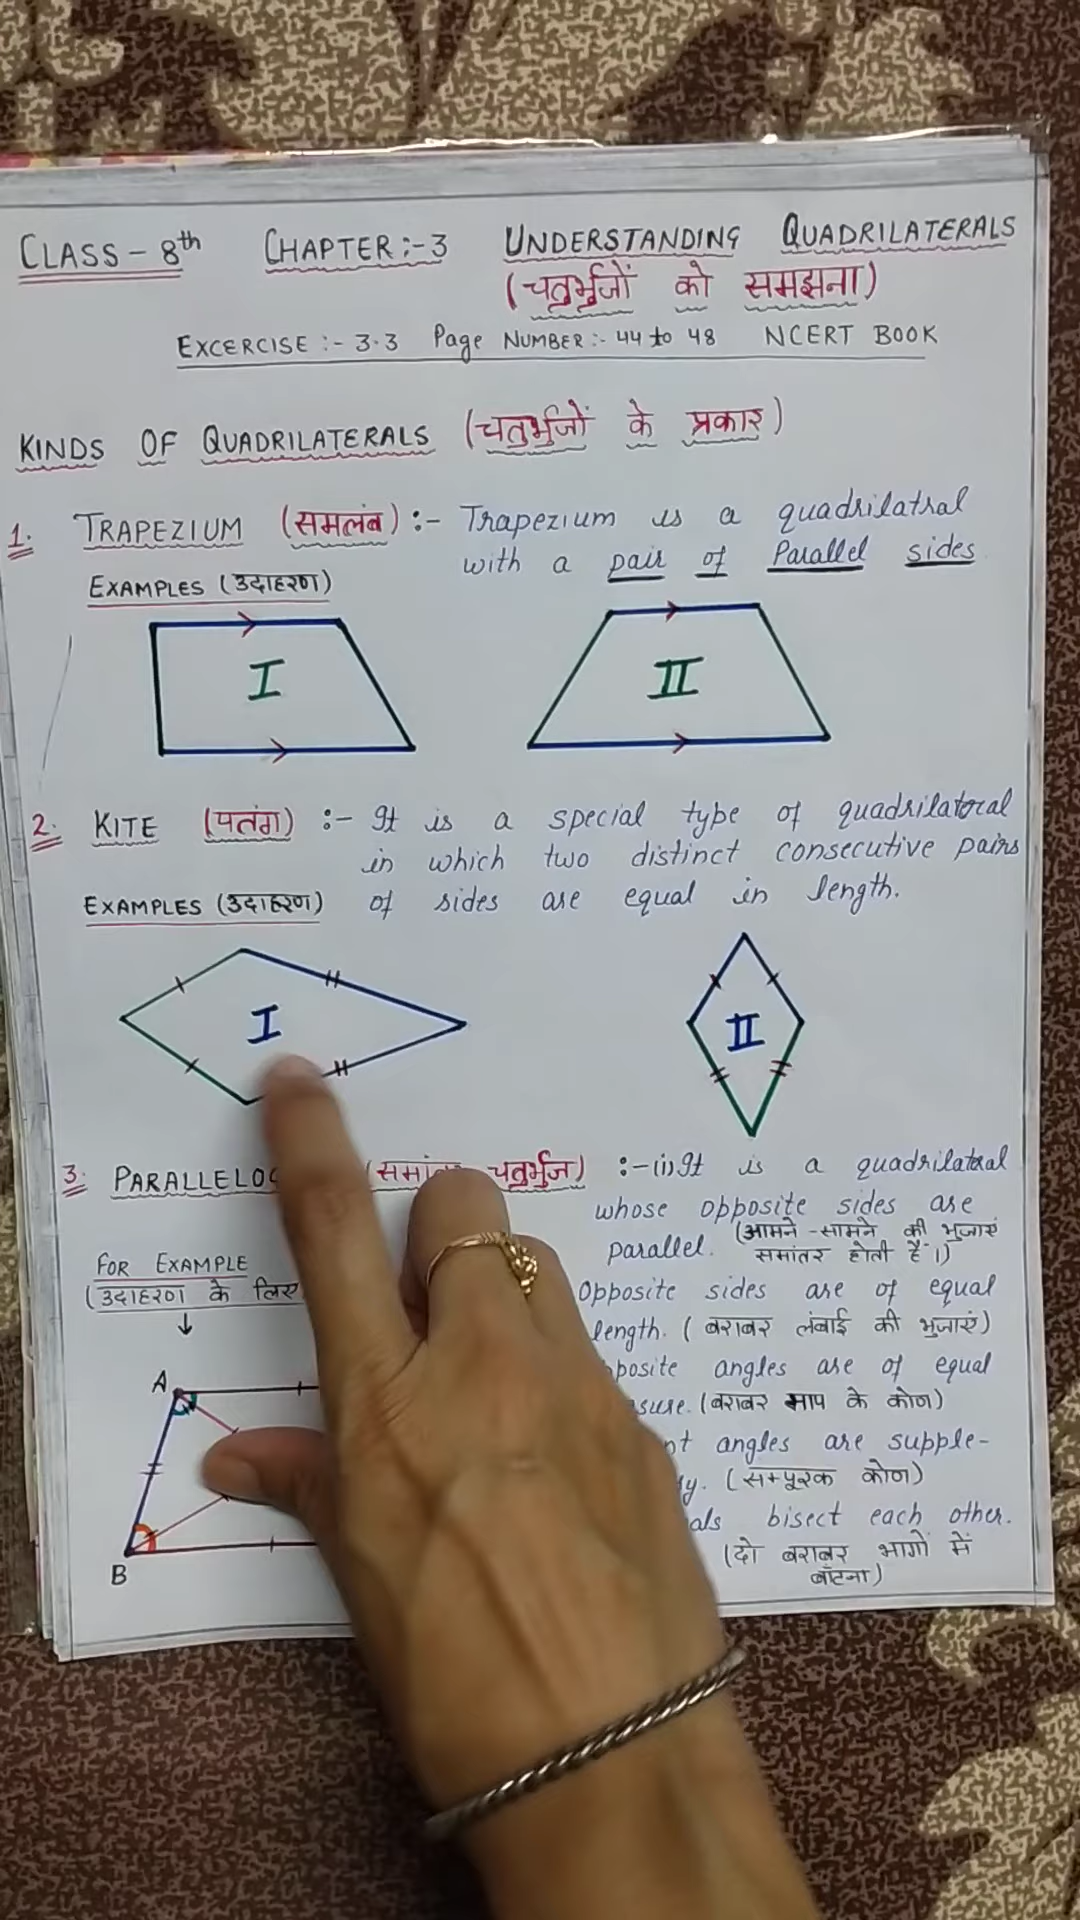 CLASS - 8th CHAPTER:-3 UNDERSTANDING QUADRILATERALS
(चतुर्भुजों को समझना)
EXCERCISE :- 3.3 Page NUMBER:- 44 to 48 NCERT BOOK
KINDS OF QUADRILATERALS (चतुर्भुजों के प्रकार)
1. TRAPEZIUM (समलंब) :- Trapezium is a quadrilatral
with a pair of Parallel sides
EXAMPLES (उदाहरण)
I II
2. KITE (पतंग) :- It is a special type of quadrilateral
in which two distinct consecutive pairs
EXAMPLES (उदाहरण) of sides are equal in length.
I II
3. (समांतर चतुर्भुज) :- (i) It is a quadrilateral
whose opposite sides are
parallel. (आमने-सामने की भुजाएं
समांतर होती हैं।)
FOR EXAMPLE
(उदाहरण के लिए
Opposite sides are of equal
length. (बराबर लंबाई की भुजाएं)
angles are of equal
(बराबर माप के कोण)
angles are supple-
(सम्पूरक कोण)
bisect each other.
(दो बराबर भागों में
बाँटना)
A
B